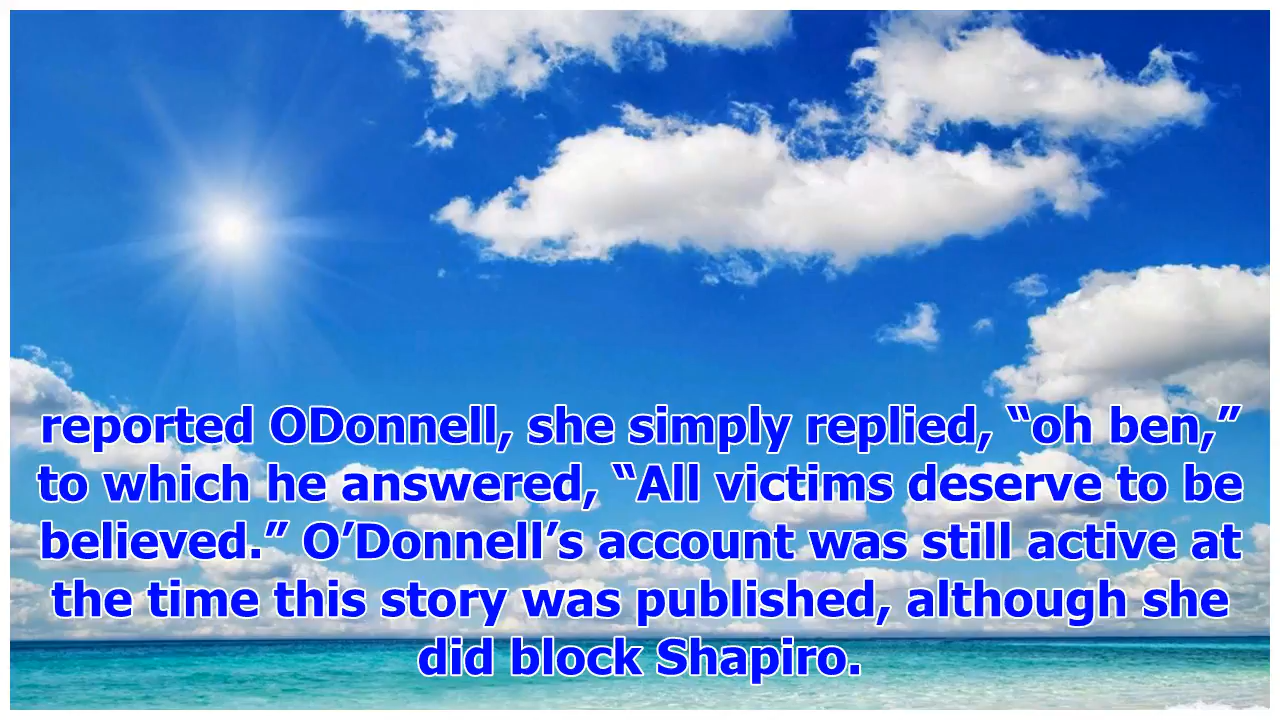 reported ODonnell, she simply replied, “oh ben,”
to which he answered, “All victims deserve to be
believed.” O’Donnell’s account was still active at
the time this story was published, although she
did block Shapiro.